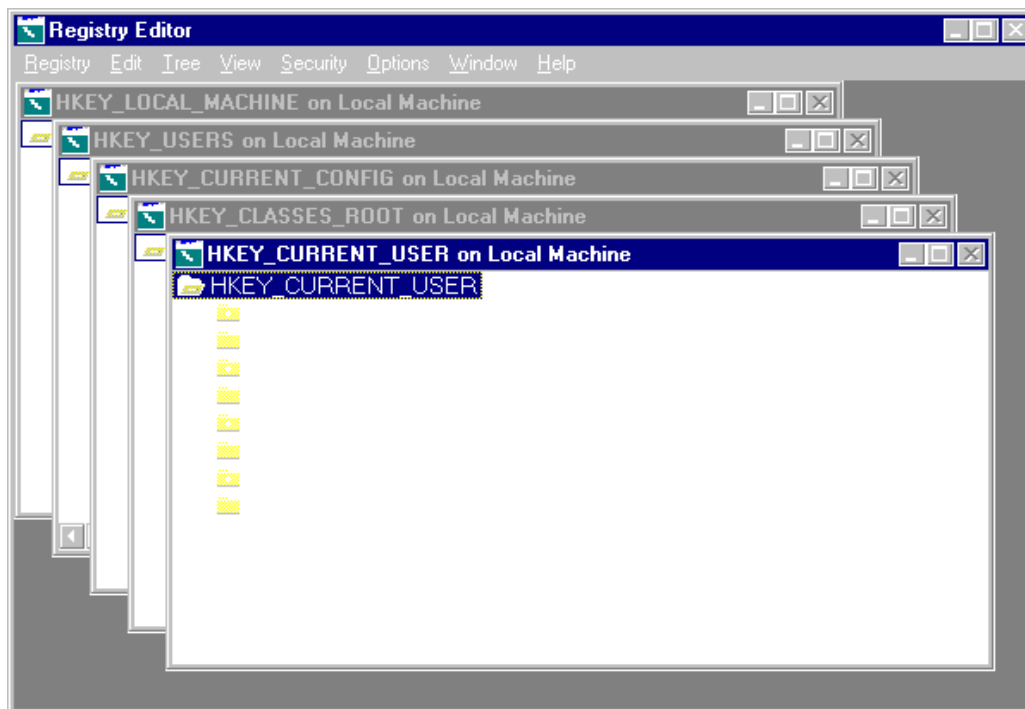 Registry Editor
Registry Edit Tree View Security Options Window Help
HKEY_LOCAL_MACHINE on Local Machine
HKEY_USERS on Local Machine
HKEY_CURRENT_CONFIG on Local Machine
HKEY_CLASSES_ROOT on Local Machine
HKEY_CURRENT_USER on Local Machine
HKEY_CURRENT_USER